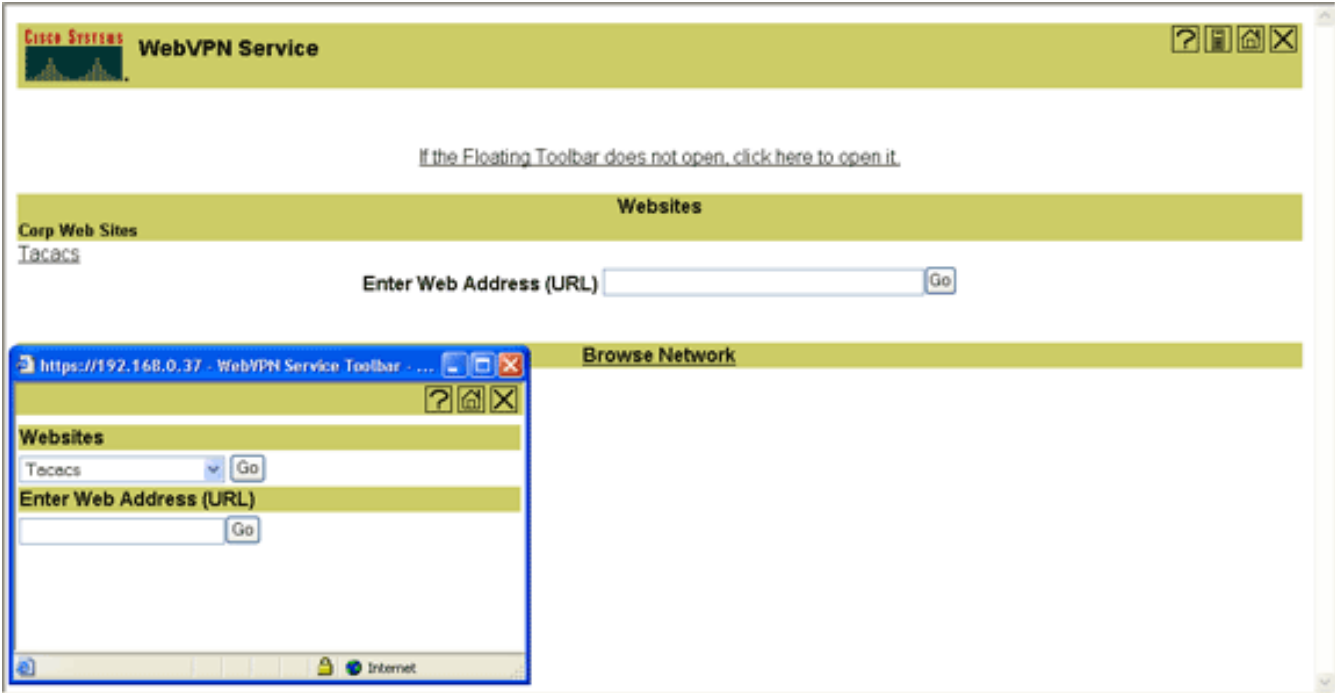 CISCO SYSTEMS
WebVPN Service
If the Floating Toolbar does not open, click here to open it.
Websites
Corp Web Sites
Tacacs
Enter Web Address (URL) Go
Browse Network
https://192.168.0.37 - WebVPN Service Toolbar - ...
Websites
Tacacs Go
Enter Web Address (URL)
Go
Internet